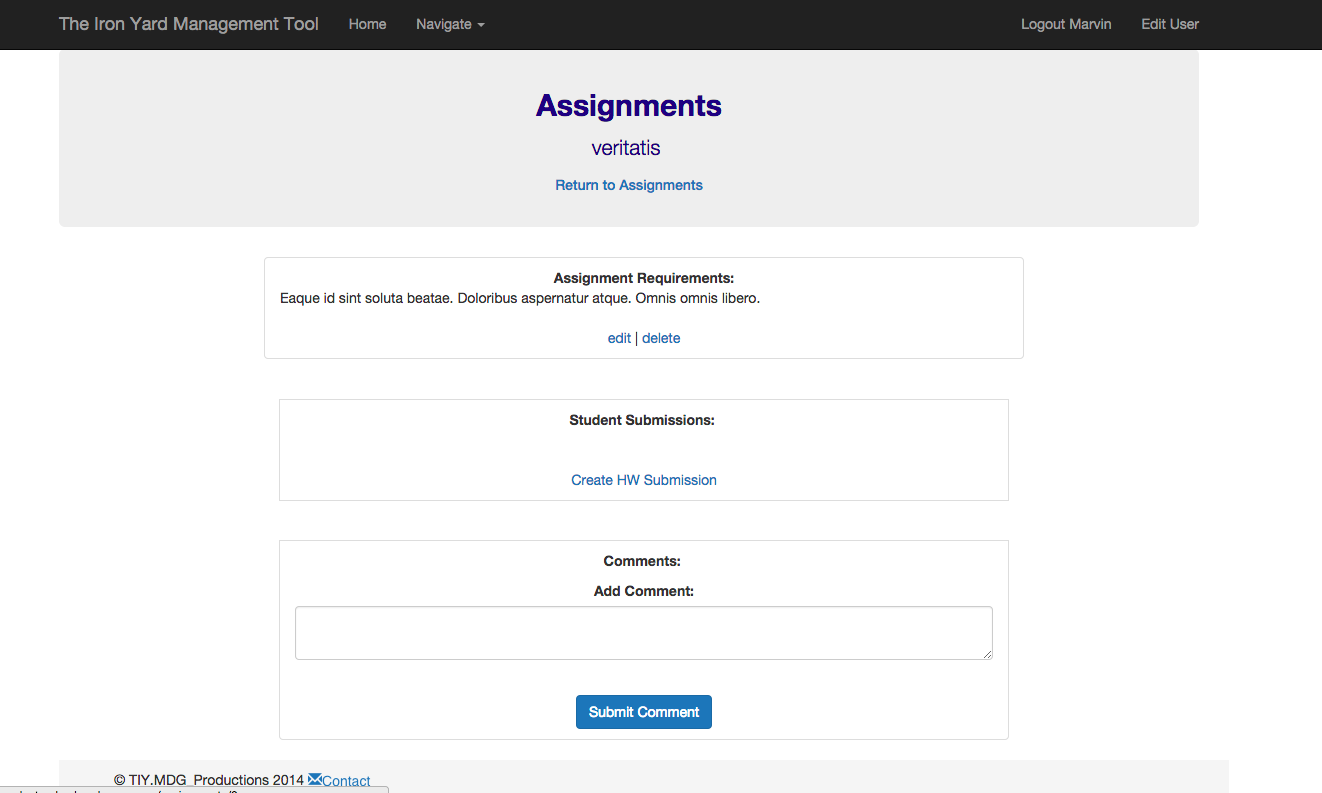 The Iron Yard Management Tool Home Navigate Logout Marvin Edit User
Assignments
veritatis
Return to Assignments
Assignment Requirements:
Eaque id sint soluta beatae. Doloribus aspernatur atque. Omnis omnis libero.
edit | delete
Student Submissions:
Create HW Submission
Comments:
Add Comment:
Submit Comment
© TIY.MDG_Productions 2014 Contact